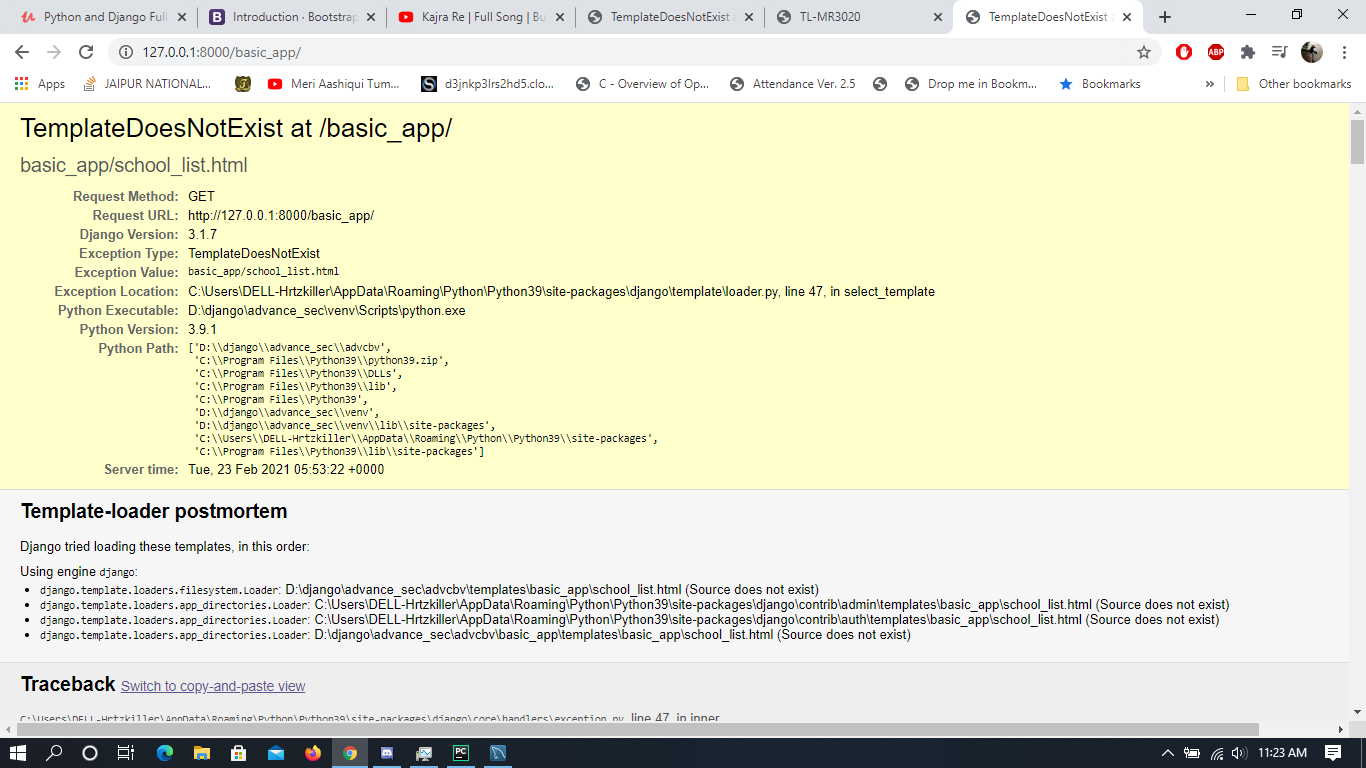 Python and Django Full
Introduction · Bootstrap
Kajra Re | Full Song | Bu
TemplateDoesNotExist a
TL-MR3020
TemplateDoesNotExist a
127.0.0.1:8000/basic_app/
ABP
Apps
JAIPUR NATIONAL...
Meri Aashiqui Tum...
d3jnkp3lrs2hd5.clo...
C - Overview of Op...
Attendance Ver. 2.5
Drop me in Bookm...
Bookmarks
»
Other bookmarks
TemplateDoesNotExist at /basic_app/
basic_app/school_list.html
Request Method: GET
Request URL: http://127.0.0.1:8000/basic_app/
Django Version: 3.1.7
Exception Type: TemplateDoesNotExist
Exception Value: basic_app/school_list.html
Exception Location: C:\Users\DELL-Hrtzkiller\AppData\Roaming\Python\Python39\site-packages\django\template\loader.py, line 47, in select_template
Python Executable: D:\django\advance_sec\venv\Scripts\python.exe
Python Version: 3.9.1
Python Path: ['D:\\django\\advance_sec\\advcbv',
'C:\\Program Files\\Python39\\python39.zip',
'C:\\Program Files\\Python39\\DLLs',
'C:\\Program Files\\Python39\\lib',
'C:\\Program Files\\Python39',
'D:\\django\\advance_sec\\venv',
'D:\\django\\advance_sec\\venv\\lib\\site-packages',
'C:\\Users\\DELL-Hrtzkiller\\AppData\\Roaming\\Python\\Python39\\site-packages',
'C:\\Program Files\\Python39\\lib\\site-packages']
Server time: Tue, 23 Feb 2021 05:53:22 +0000
Template-loader postmortem
Django tried loading these templates, in this order:
Using engine django:
• django.template.loaders.filesystem.Loader: D:\django\advance_sec\advcbv\templates\basic_app\school_list.html (Source does not exist)
• django.template.loaders.app_directories.Loader: C:\Users\DELL-Hrtzkiller\AppData\Roaming\Python\Python39\site-packages\django\contrib\admin\templates\basic_app\school_list.html (Source does not exist)
• django.template.loaders.app_directories.Loader: C:\Users\DELL-Hrtzkiller\AppData\Roaming\Python\Python39\site-packages\django\contrib\auth\templates\basic_app\school_list.html (Source does not exist)
• django.template.loaders.app_directories.Loader: D:\django\advance_sec\advcbv\basic_app\templates\basic_app\school_list.html (Source does not exist)
Traceback Switch to copy-and-paste view
C:\Users\DELL-Hrtzkiller\AppData\Roaming\Python\Python39\site-packages\django\core\handlers\exception.py, line 47, in inner
PC
11:23 AM